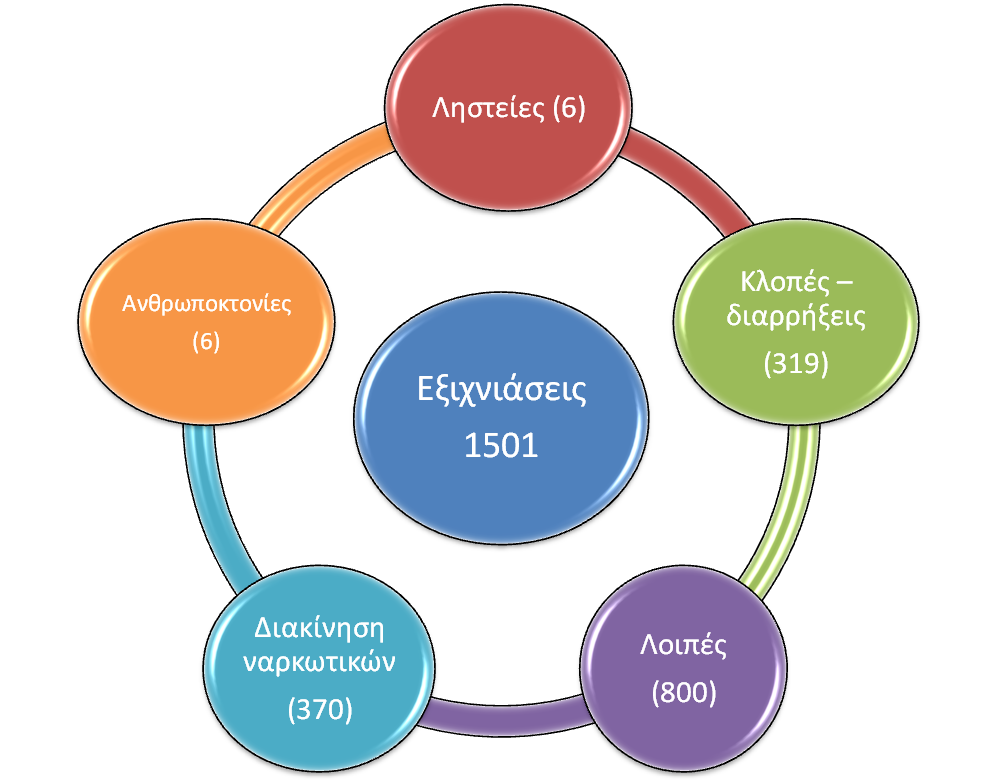 Ληστείες (6)
Κλοπές –
διαρρήξεις
(319)
Ανθρωποκτονίες
(6)
Εξιχνιάσεις
1501
Διακίνηση
ναρκωτικών
(370)
Λοιπές
(800)